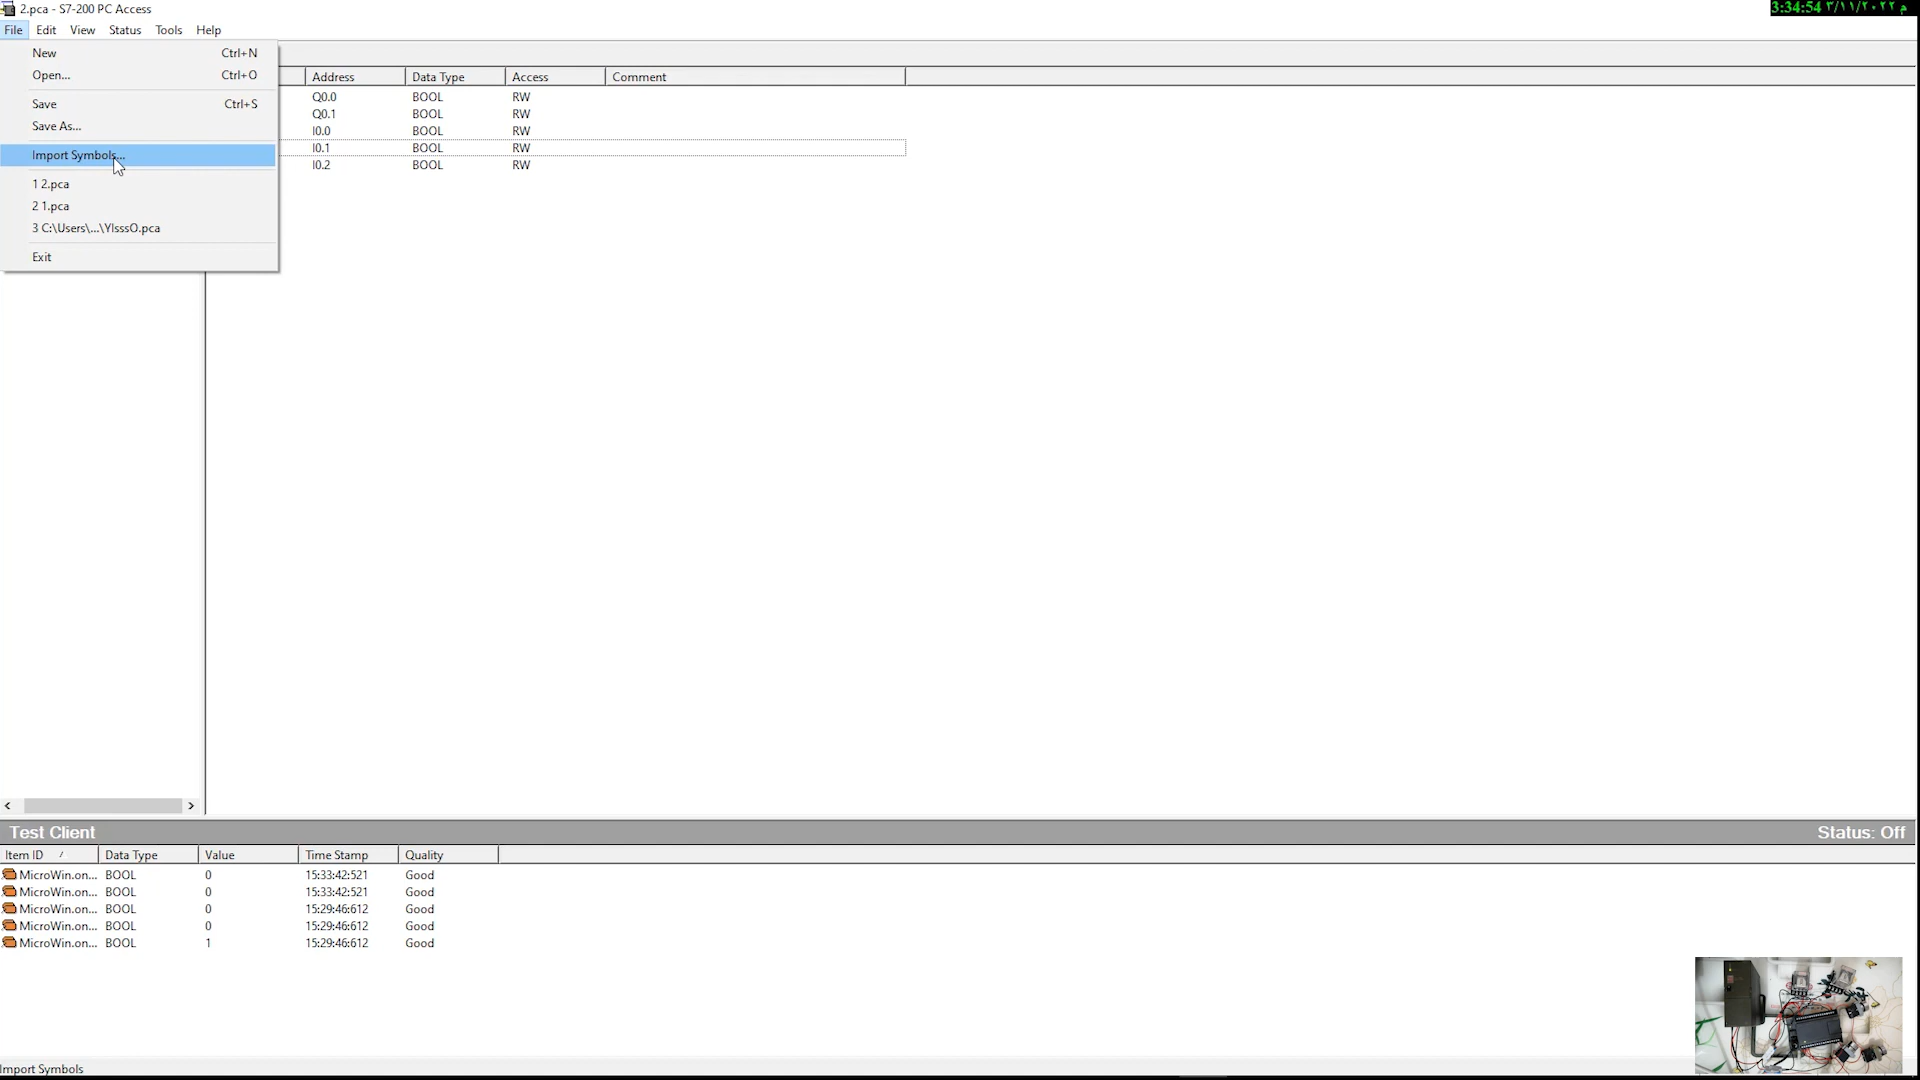 2.pca - S7-200 PC Access
3:34:54 م ٣/١١/٢٠٢٢
File Edit View Status Tools Help
New Ctrl+N
Open... Ctrl+O
Save Ctrl+S
Save As...
Import Symbols...
1 2.pca
2 1.pca
3 C:\Users\...\YlsssO.pca
Exit
Address Data Type Access Comment
Q0.0 BOOL RW
Q0.1 BOOL RW
I0.0 BOOL RW
I0.1 BOOL RW
I0.2 BOOL RW
Test Client Status: Off
Item ID Data Type Value Time Stamp Quality
MicroWin.on... BOOL 0 15:33:42:521 Good
MicroWin.on... BOOL 0 15:33:42:521 Good
MicroWin.on... BOOL 0 15:29:46:612 Good
MicroWin.on... BOOL 0 15:29:46:612 Good
MicroWin.on... BOOL 1 15:29:46:612 Good
Import Symbols